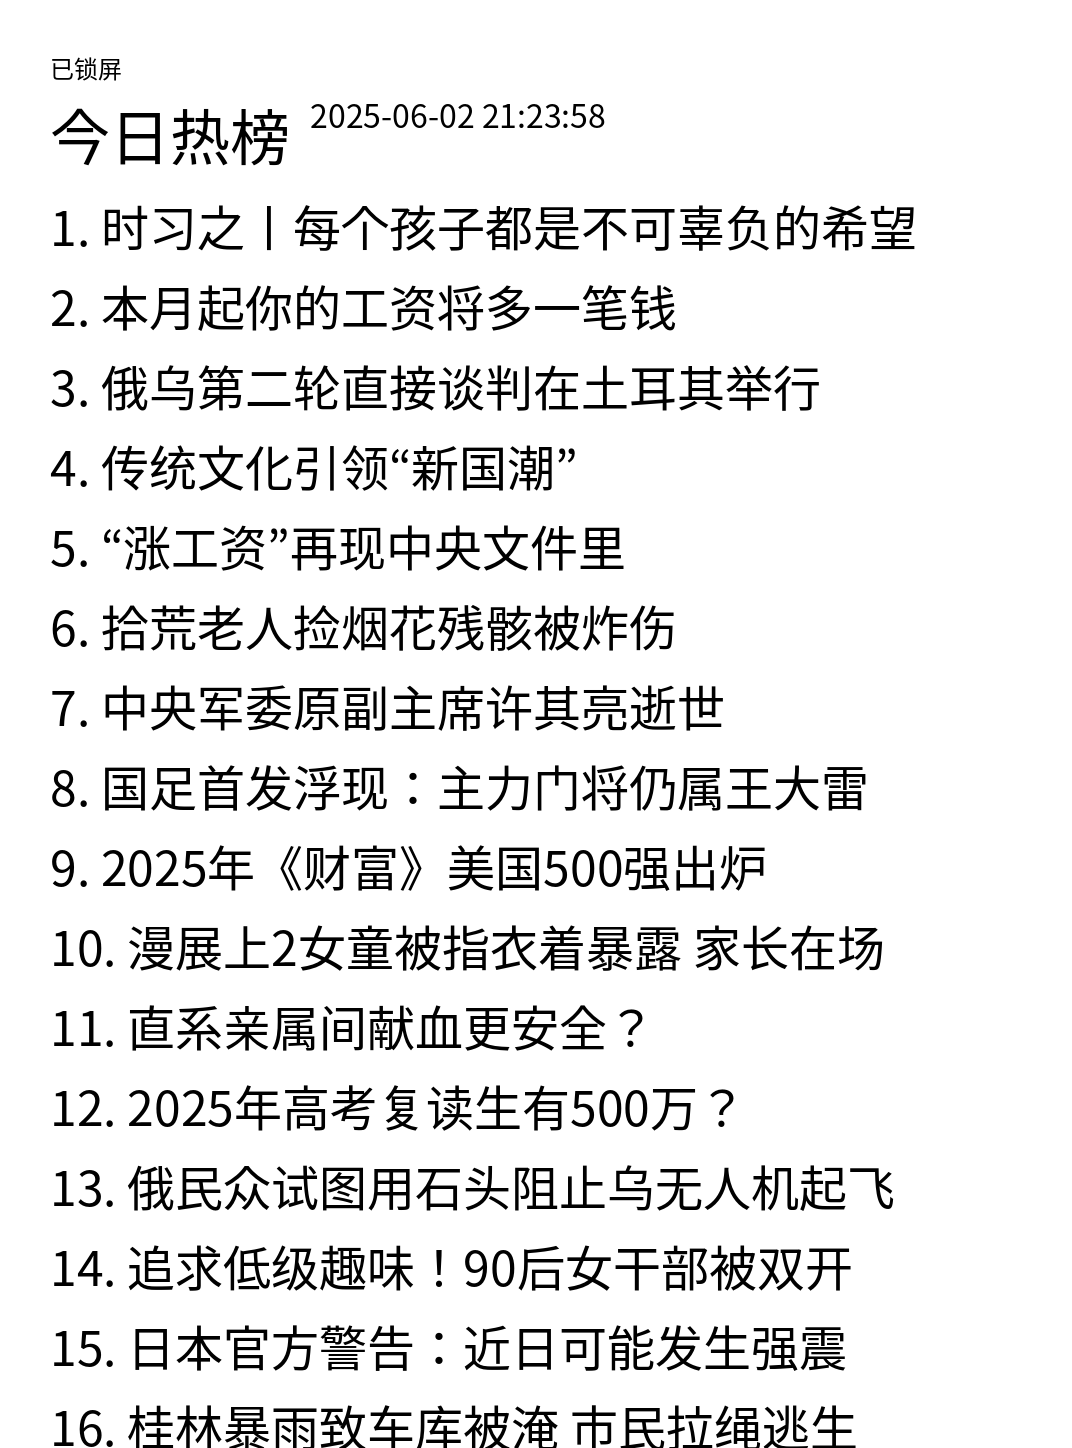 已锁屏
今日热榜 2025-06-02 21:23:58
1. 时习之丨每个孩子都是不可辜负的希望
2. 本月起你的工资将多一笔钱
3. 俄乌第二轮直接谈判在土耳其举行
4. 传统文化引领“新国潮”
5. “涨工资”再现中央文件里
6. 拾荒老人捡烟花残骸被炸伤
7. 中央军委原副主席许其亮逝世
8. 国足首发浮现：主力门将仍属王大雷
9. 2025年《财富》美国500强出炉
10. 漫展上2女童被指衣着暴露 家长在场
11. 直系亲属间献血更安全？
12. 2025年高考复读生有500万？
13. 俄民众试图用石头阻止乌无人机起飞
14. 追求低级趣味！90后女干部被双开
15. 日本官方警告：近日可能发生强震
16. 桂林暴雨致车库被淹 市民拉绳逃生